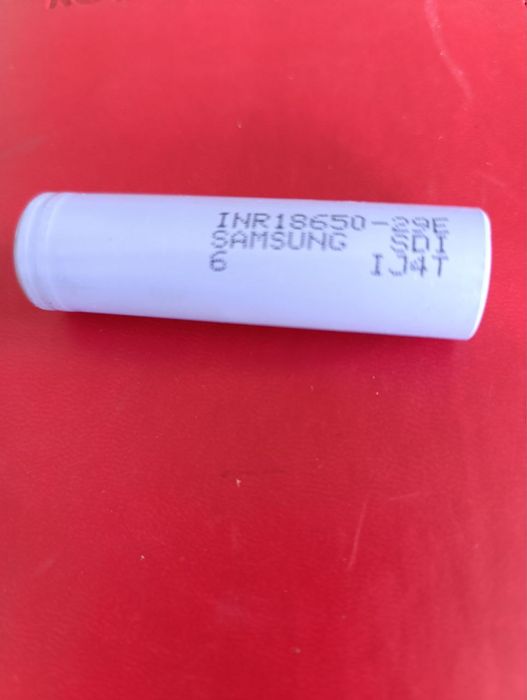 INR18650-29E
SAMSUNG SDI
6 IJ4T